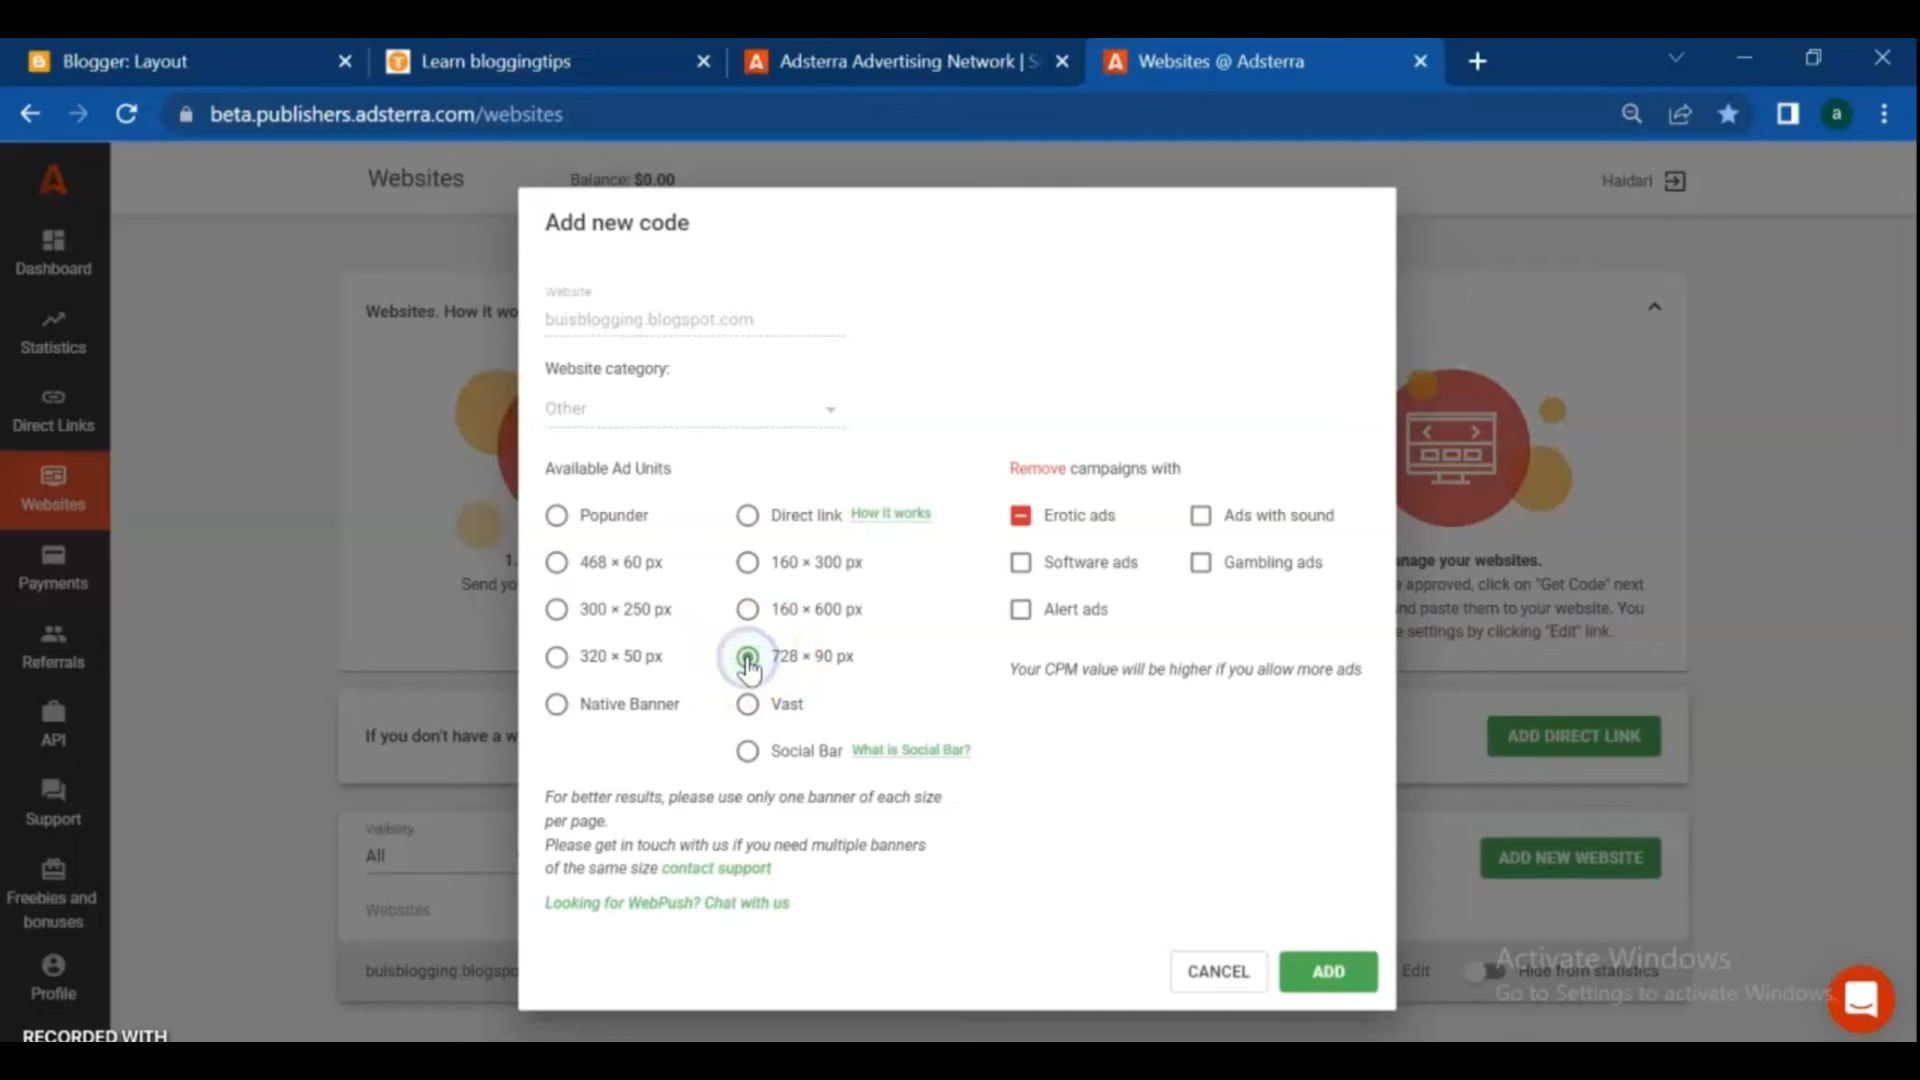 Blogger: Layout
Learn bloggingtips
Adsterra Advertising Network | S
Websites @ Adsterra
beta.publishers.adsterra.com/websites
a
Websites
Balance: $0.00
Haidari
Dashboard
Statistics
Direct Links
Websites
Payments
Referrals
API
Support
Freebies and
bonuses
Profile
RECORDED WITH
Websites. How it wo
1.
Send yo
If you don't have a w
Visibility
All
Websites
buisblogging.blogspo
Add new code
Website
buisblogging.blogspot.com
Website category:
Other
Available Ad Units
Popunder
Direct link How it works
468 × 60 px
160 × 300 px
300 × 250 px
160 × 600 px
320 × 50 px
728 × 90 px
Native Banner
Vast
Social Bar What is Social Bar?
Remove campaigns with
Erotic ads
Ads with sound
Software ads
Gambling ads
Alert ads
Your CPM value will be higher if you allow more ads
For better results, please use only one banner of each size
per page.
Please get in touch with us if you need multiple banners
of the same size contact support
Looking for WebPush? Chat with us
CANCEL
ADD
nage your websites.
approved, click on "Get Code" next
nd paste them to your website. You
settings by clicking "Edit" link.
ADD DIRECT LINK
ADD NEW WEBSITE
Edit
Hide from statistics
Activate Windows
Go to Settings to activate Windows.